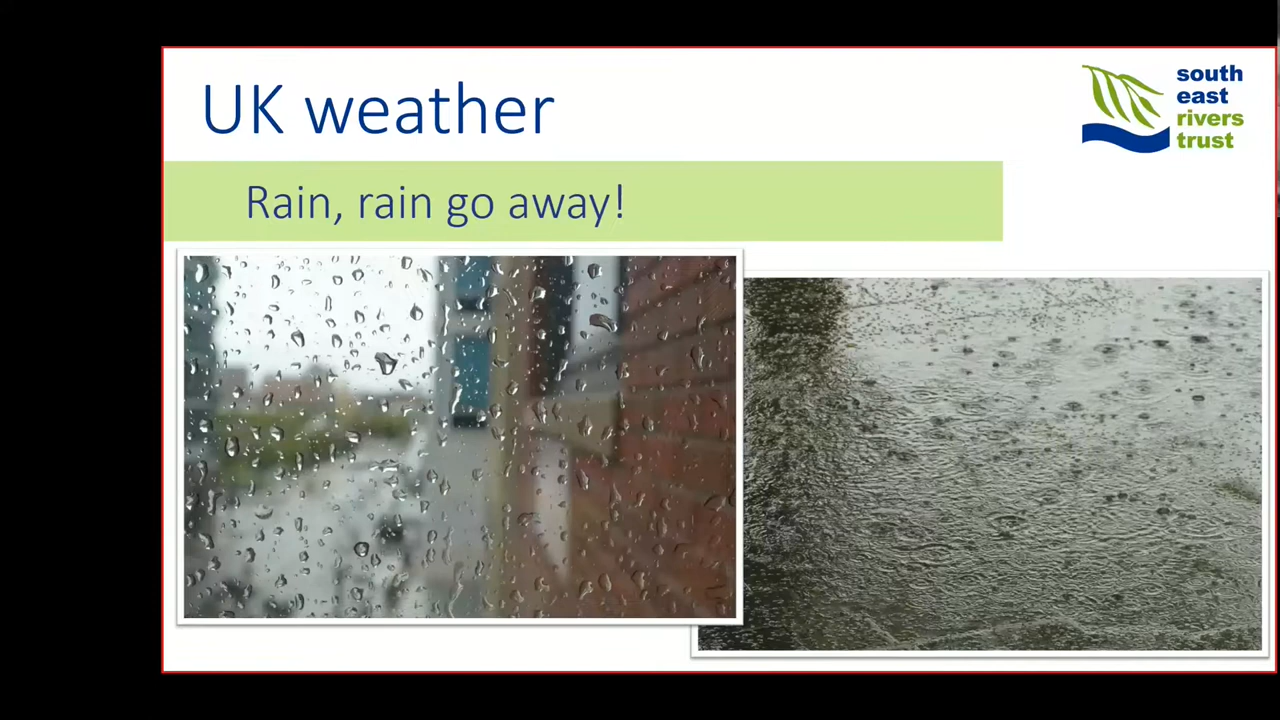 UK weather
Rain, rain go away!
south
east
rivers
trust